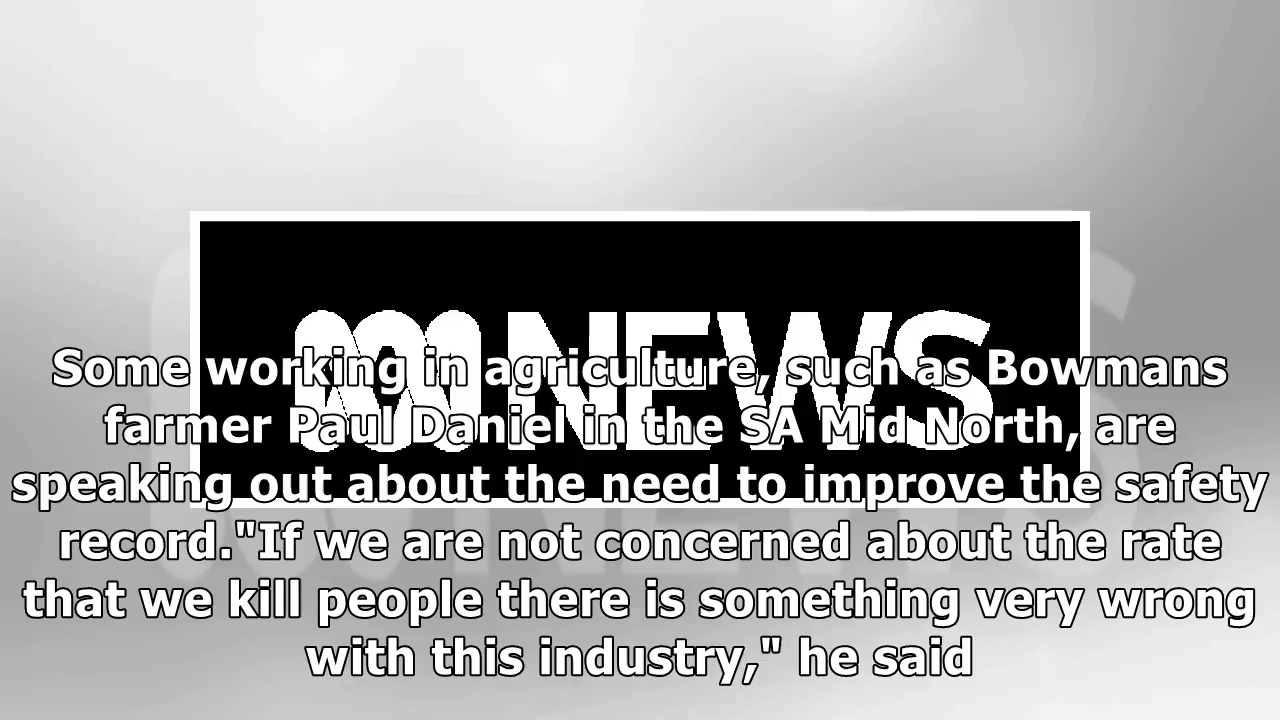 NEWS
Some working in agriculture, such as Bowmans
farmer Paul Daniel in the SA Mid North, are
speaking out about the need to improve the safety
record."If we are not concerned about the rate
that we kill people there is something very wrong
with this industry," he said